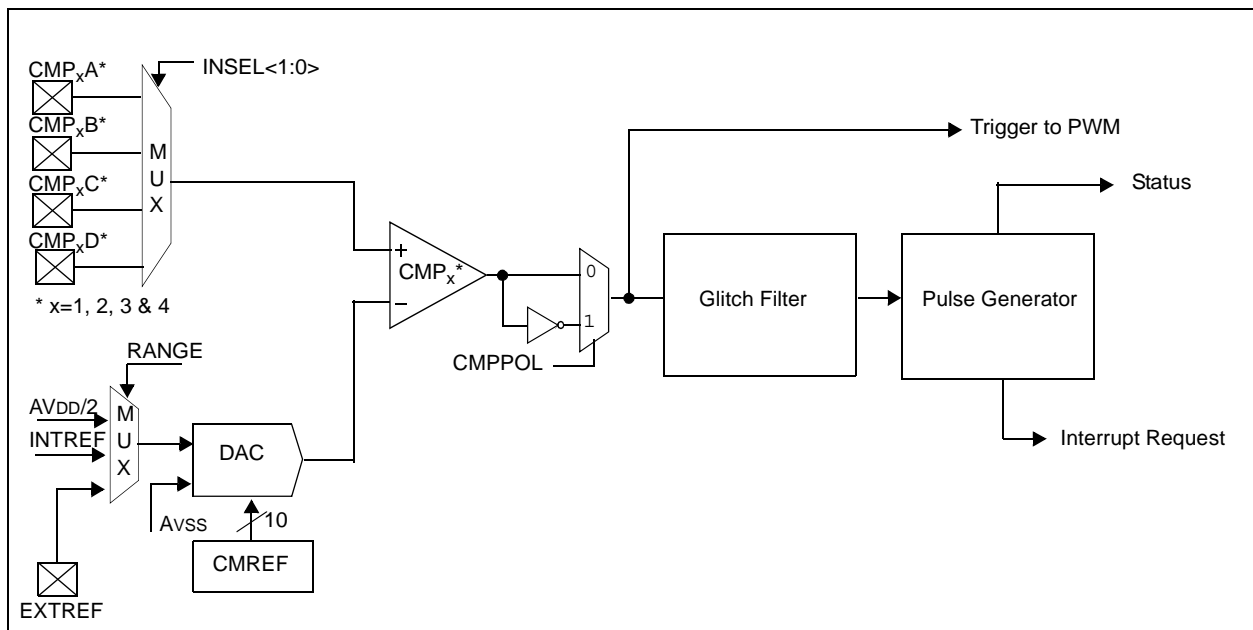 CMPxA*
INSEL<1:0>
CMPxB*
CMPxC*
CMPxD*
M
U
X
* x=1, 2, 3 & 4
Trigger to PWM
Status
+
CMPx*
–
0
1
CMPPOL
Glitch Filter
Pulse Generator
Interrupt Request
RANGE
AVDD/2
INTREF
M
U
X
DAC
AVSS
10
CMREF
EXTREF